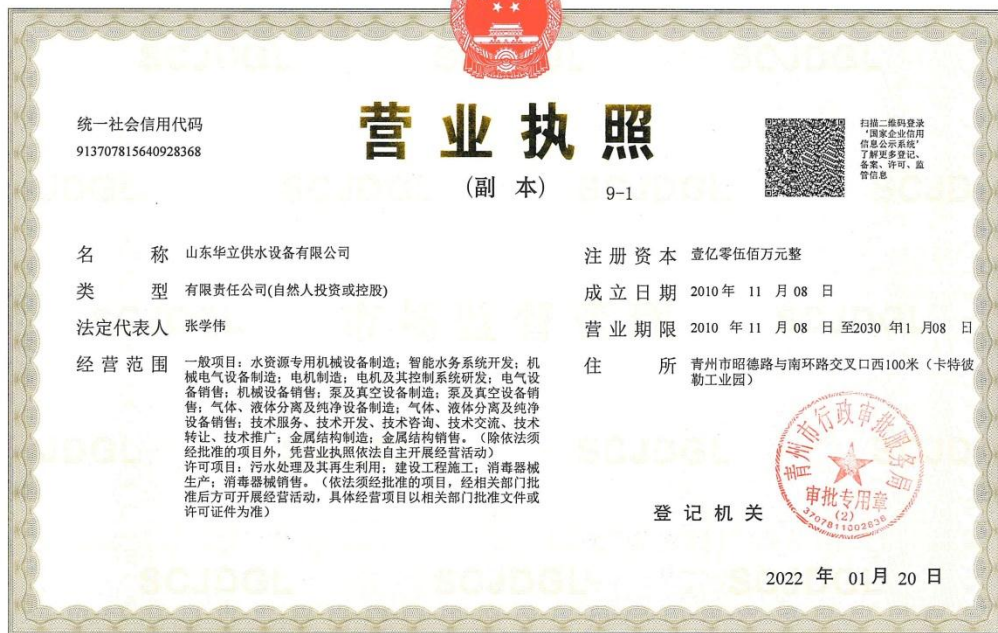 营业执照
(副 本) 9-1
统一社会信用代码
913707815640928368
扫描二维码登录
‘国家企业信用
信息公示系统’
了解更多登记、
备案、许可、监
管信息
名 称 山东华立供水设备有限公司
类 型 有限责任公司(自然人投资或控股)
法定代表人 张学伟
经营范围 一般项目：水资源专用机械设备制造；智能水务系统开发；机
械电气设备制造；电机制造；电机及其控制系统研发；电气设
备销售；机械设备销售；泵及真空设备制造；泵及真空设备销
售；气体、液体分离及纯净设备制造；气体、液体分离及纯净
设备销售；技术服务、技术开发、技术咨询、技术交流、技术
转让、技术推广；金属结构制造；金属结构销售。（除依法须
经批准的项目外，凭营业执照依法自主开展经营活动）
许可项目：污水处理及其再生利用；建设工程施工；消毒器械
生产；消毒器械销售。（依法须经批准的项目，经相关部门批
准后方可开展经营活动，具体经营项目以相关部门批准文件或
许可证件为准）
注册资本 壹亿零伍佰万元整
成立日期 2010 年 11 月 08 日
营业期限 2010 年 11 月 08 日 至2030 年11 月08 日
住 所 青州市昭德路与南环路交叉口西100米（卡特彼
勒工业园）
登记机关
青州市行政审批服务局
审批专用章
(2)
3707811002838
2022 年 01 月 20 日
SCJDGL